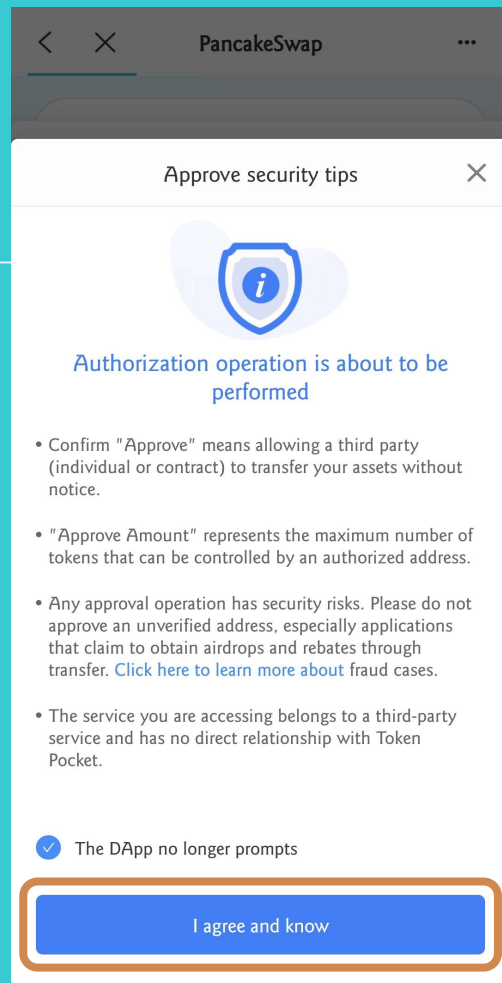 PancakeSwap
Approve security tips
Authorization operation is about to be
performed
• Confirm "Approve" means allowing a third party
(individual or contract) to transfer your assets without
notice.
• "Approve Amount" represents the maximum number of
tokens that can be controlled by an authorized address.
• Any approval operation has security risks. Please do not
approve an unverified address, especially applications
that claim to obtain airdrops and rebates through
transfer. Click here to learn more about fraud cases.
• The service you are accessing belongs to a third-party
service and has no direct relationship with Token
Pocket.
The DApp no longer prompts
I agree and know